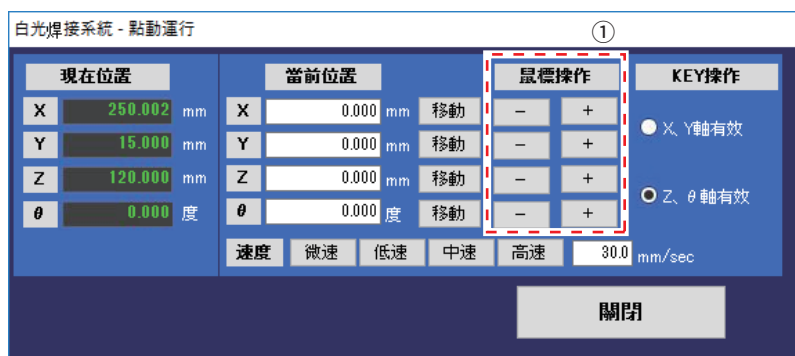 白光焊接系統 - 點動運行
①
現在位置 當前位置 鼠標操作 KEY操作
X 250.002 mm X 0.000 mm 移動 － ＋
Y 15.000 mm Y 0.000 mm 移動 － ＋
X、Y軸有效
Z 120.000 mm Z 0.000 mm 移動 － ＋
Z、θ軸有效
θ 0.000 度 θ 0.000 度 移動 － ＋
速度 微速 低速 中速 高速 30.0 mm/sec
關閉